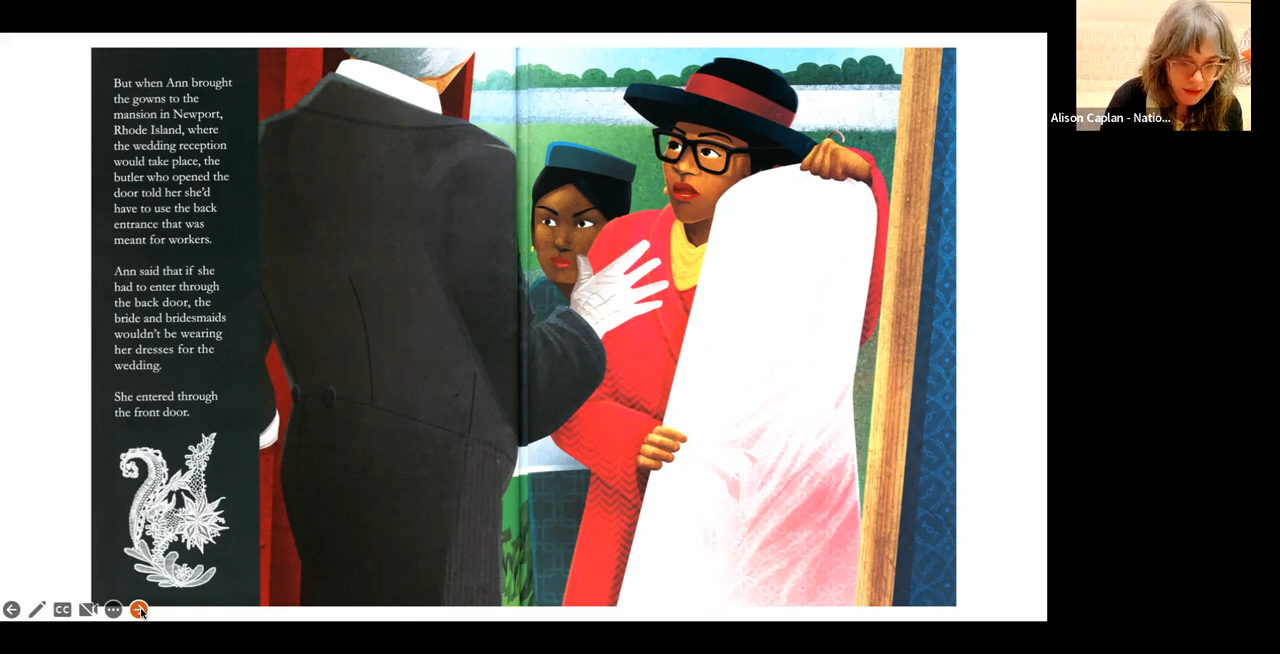 But when Ann brought
the gowns to the
mansion in Newport,
Rhode Island, where
the wedding reception
would take place, the
butler who opened the
door told her she'd
have to use the back
entrance that was
meant for workers.
Ann said that if she
had to enter through
the back door, the
bride and bridesmaids
wouldn't be wearing
her dresses for the
wedding.
She entered through
the front door.
Alison Caplan - Natio...
CC